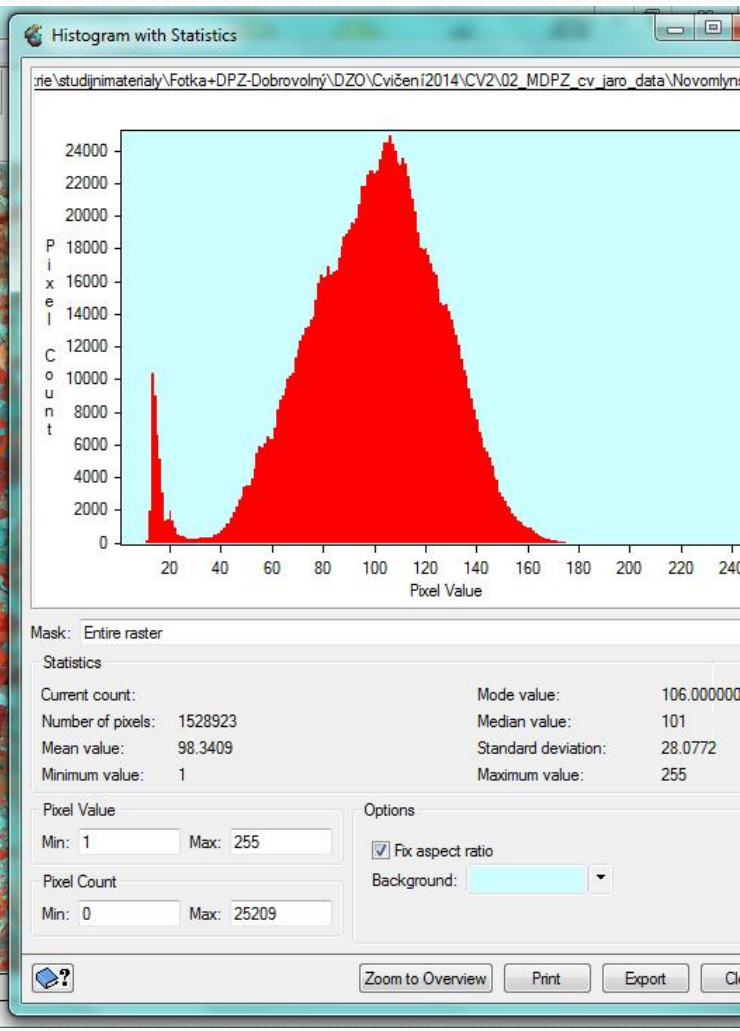 Histogram with Statistics
:rie\studijnimaterialy\Fotka+DPZ-Dobrovolný\DZO\Cvičení2014\CV2\02_MDPZ_cv_jaro_data\Novomlyns
24000
22000
20000
18000
16000
14000
12000
10000
8000
6000
4000
2000
0
Pixel Count
20 40 60 80 100 120 140 160 180 200 220 240
Pixel Value
Mask: Entire raster
Statistics
Current count:
Mode value: 106.000000
Number of pixels: 1528923
Median value: 101
Mean value: 98.3409
Standard deviation: 28.0772
Minimum value: 1
Maximum value: 255
Pixel Value
Min: 1 Max: 255
Pixel Count
Min: 0 Max: 25209
Options
Fix aspect ratio
Background:
?
Zoom to Overview Print Export Cl